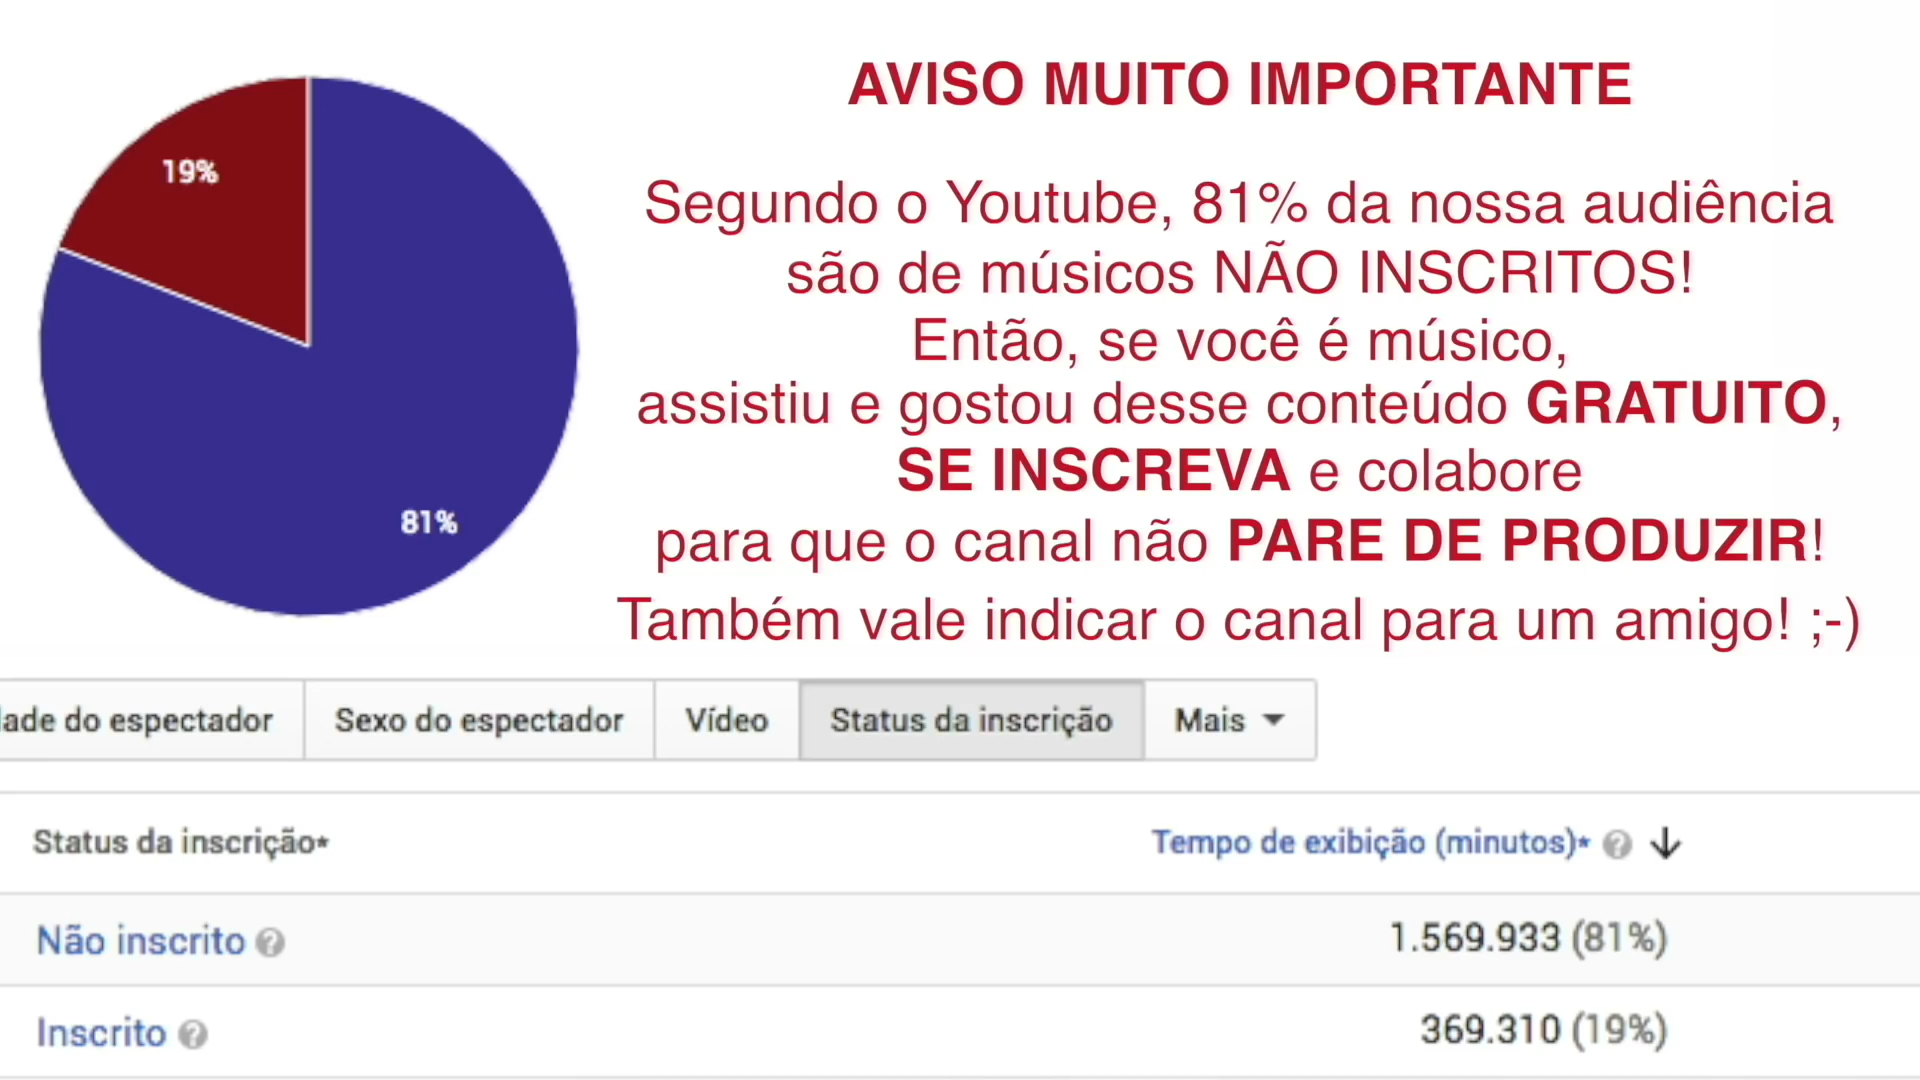 AVISO MUITO IMPORTANTE
19%
Segundo o Youtube, 81% da nossa audiência
são de músicos NÃO INSCRITOS!
Então, se você é músico,
assistiu e gostou desse conteúdo GRATUITO,
SE INSCREVA e colabore
81%
para que o canal não PARE DE PRODUZIR!
Também vale indicar o canal para um amigo! ;-)
do espectador
Sexo do espectador
Vídeo
Status da inscrição
Mais
Status da inscrição*
Tempo de exibição (minutos)*
Não inscrito
1.569.933 (81%)
Inscrito
369.310 (19%)